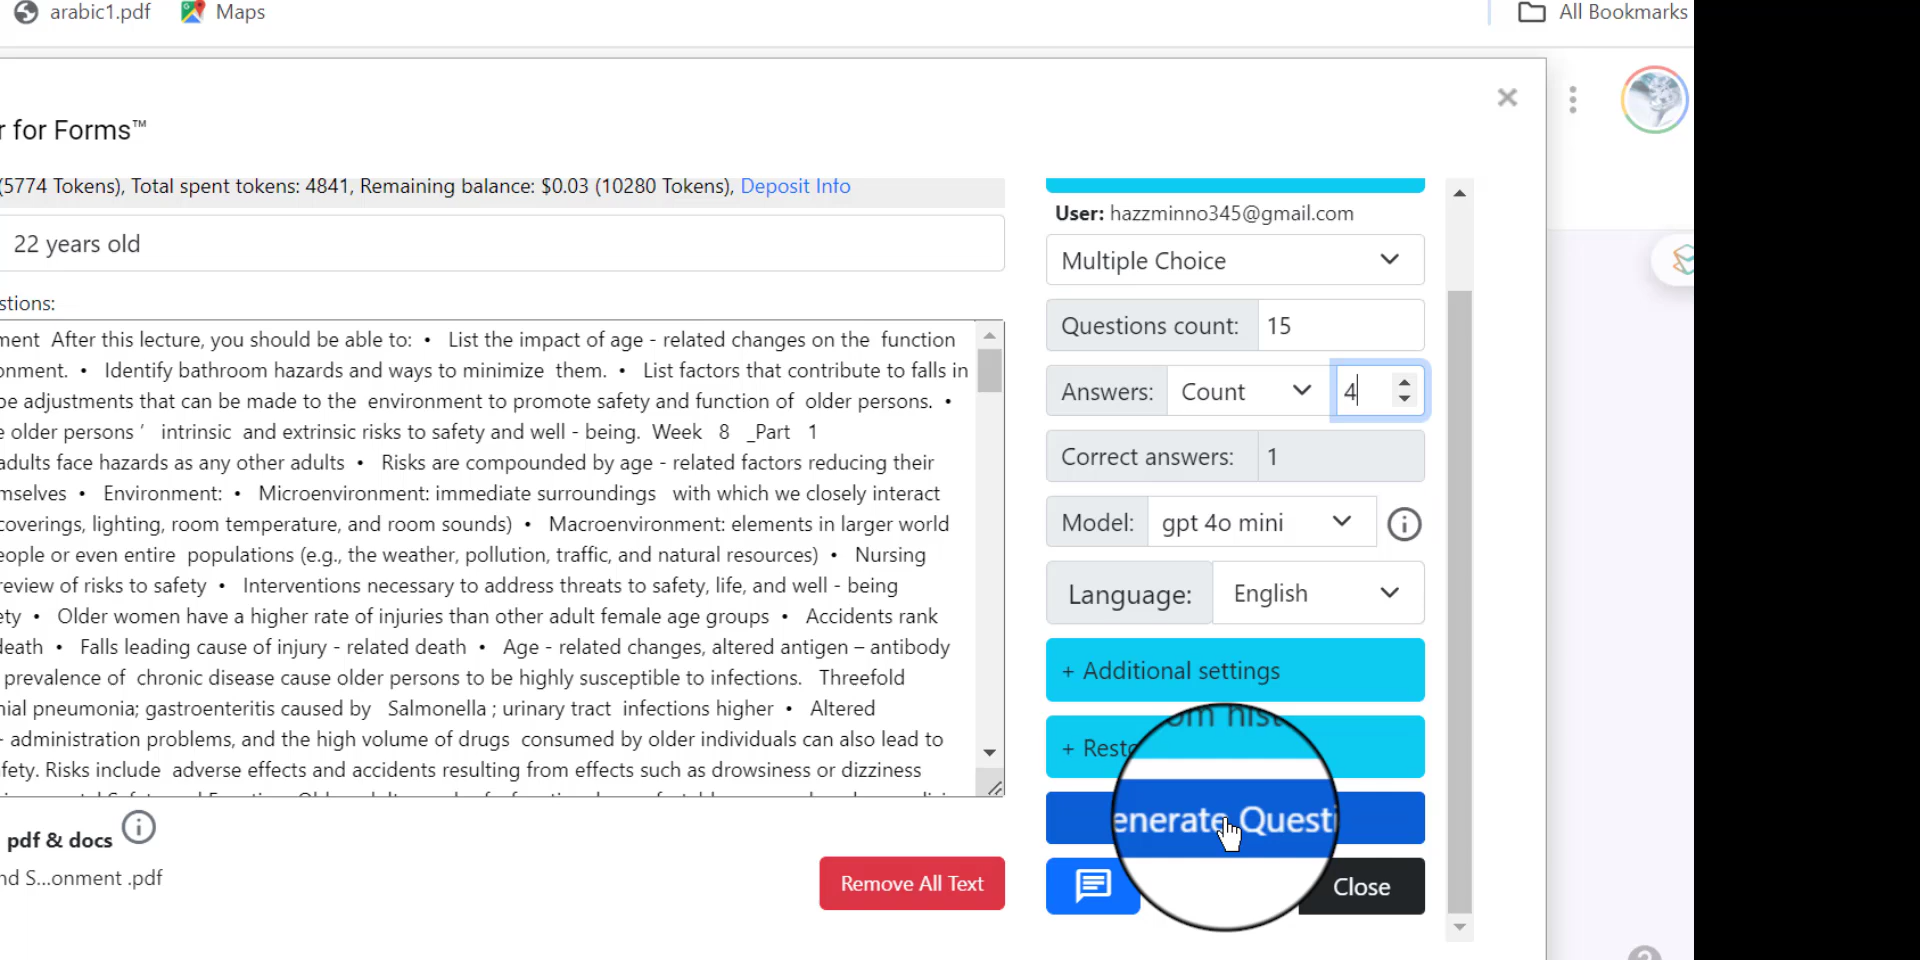 arabic1.pdf Maps All Bookmarks
r for Forms™
(5774 Tokens), Total spent tokens: 4841, Remaining balance: $0.03 (10280 Tokens), Deposit Info
22 years old
stions:
ment After this lecture, you should be able to: • List the impact of age - related changes on the function
onment. • Identify bathroom hazards and ways to minimize them. • List factors that contribute to falls in
be adjustments that can be made to the environment to promote safety and function of older persons. •
e older persons ’ intrinsic and extrinsic risks to safety and well - being. Week 8 _Part 1
adults face hazards as any other adults • Risks are compounded by age - related factors reducing their
mselves • Environment: • Microenvironment: immediate surroundings with which we closely interact
coverings, lighting, room temperature, and room sounds) • Macroenvironment: elements in larger world
eople or even entire populations (e.g., the weather, pollution, traffic, and natural resources) • Nursing
review of risks to safety • Interventions necessary to address threats to safety, life, and well - being
ety • Older women have a higher rate of injuries than other adult female age groups • Accidents rank
death • Falls leading cause of injury - related death • Age - related changes, altered antigen – antibody
prevalence of chronic disease cause older persons to be highly susceptible to infections. Threefold
nial pneumonia; gastroenteritis caused by Salmonella ; urinary tract infections higher • Altered
- administration problems, and the high volume of drugs consumed by older individuals can also lead to
fety. Risks include adverse effects and accidents resulting from effects such as drowsiness or dizziness
pdf & docs
nd S...onment .pdf
Remove All Text
User: hazzminno345@gmail.com
Multiple Choice
Questions count: 15
Answers: Count 4
Correct answers: 1
Model: gpt 4o mini
Language: English
+ Additional settings
om hist
+ Resto
enerate Questi
Close